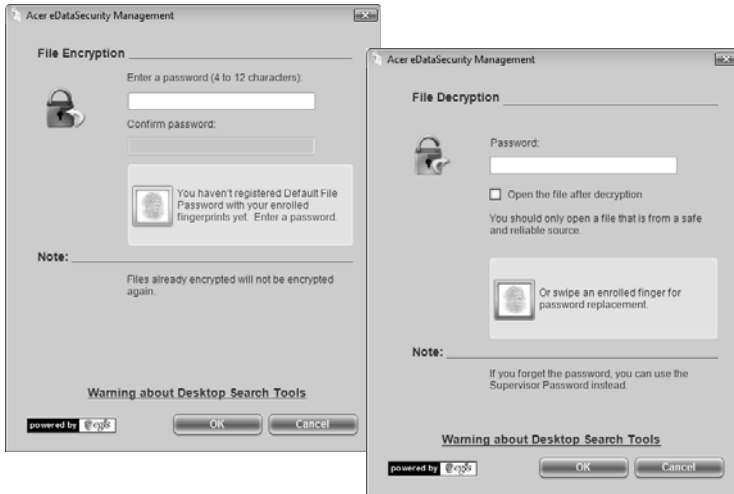 Acer eDataSecurity Management
File Encryption
Enter a password (4 to 12 characters):
Confirm password:
You haven't registered Default File
Password with your enrolled
fingerprints yet. Enter a password.
Note:
Files already encrypted will not be encrypted
again.
Warning about Desktop Search Tools
powered by egis
OK
Cancel
Acer eDataSecurity Management
File Decryption
Password:
Open the file after decryption
You should only open a file that is from a safe
and reliable source.
Or swipe an enrolled finger for
password replacement.
Note:
If you forget the password, you can use the
Supervisor Password instead.
Warning about Desktop Search Tools
powered by egis
OK
Cancel